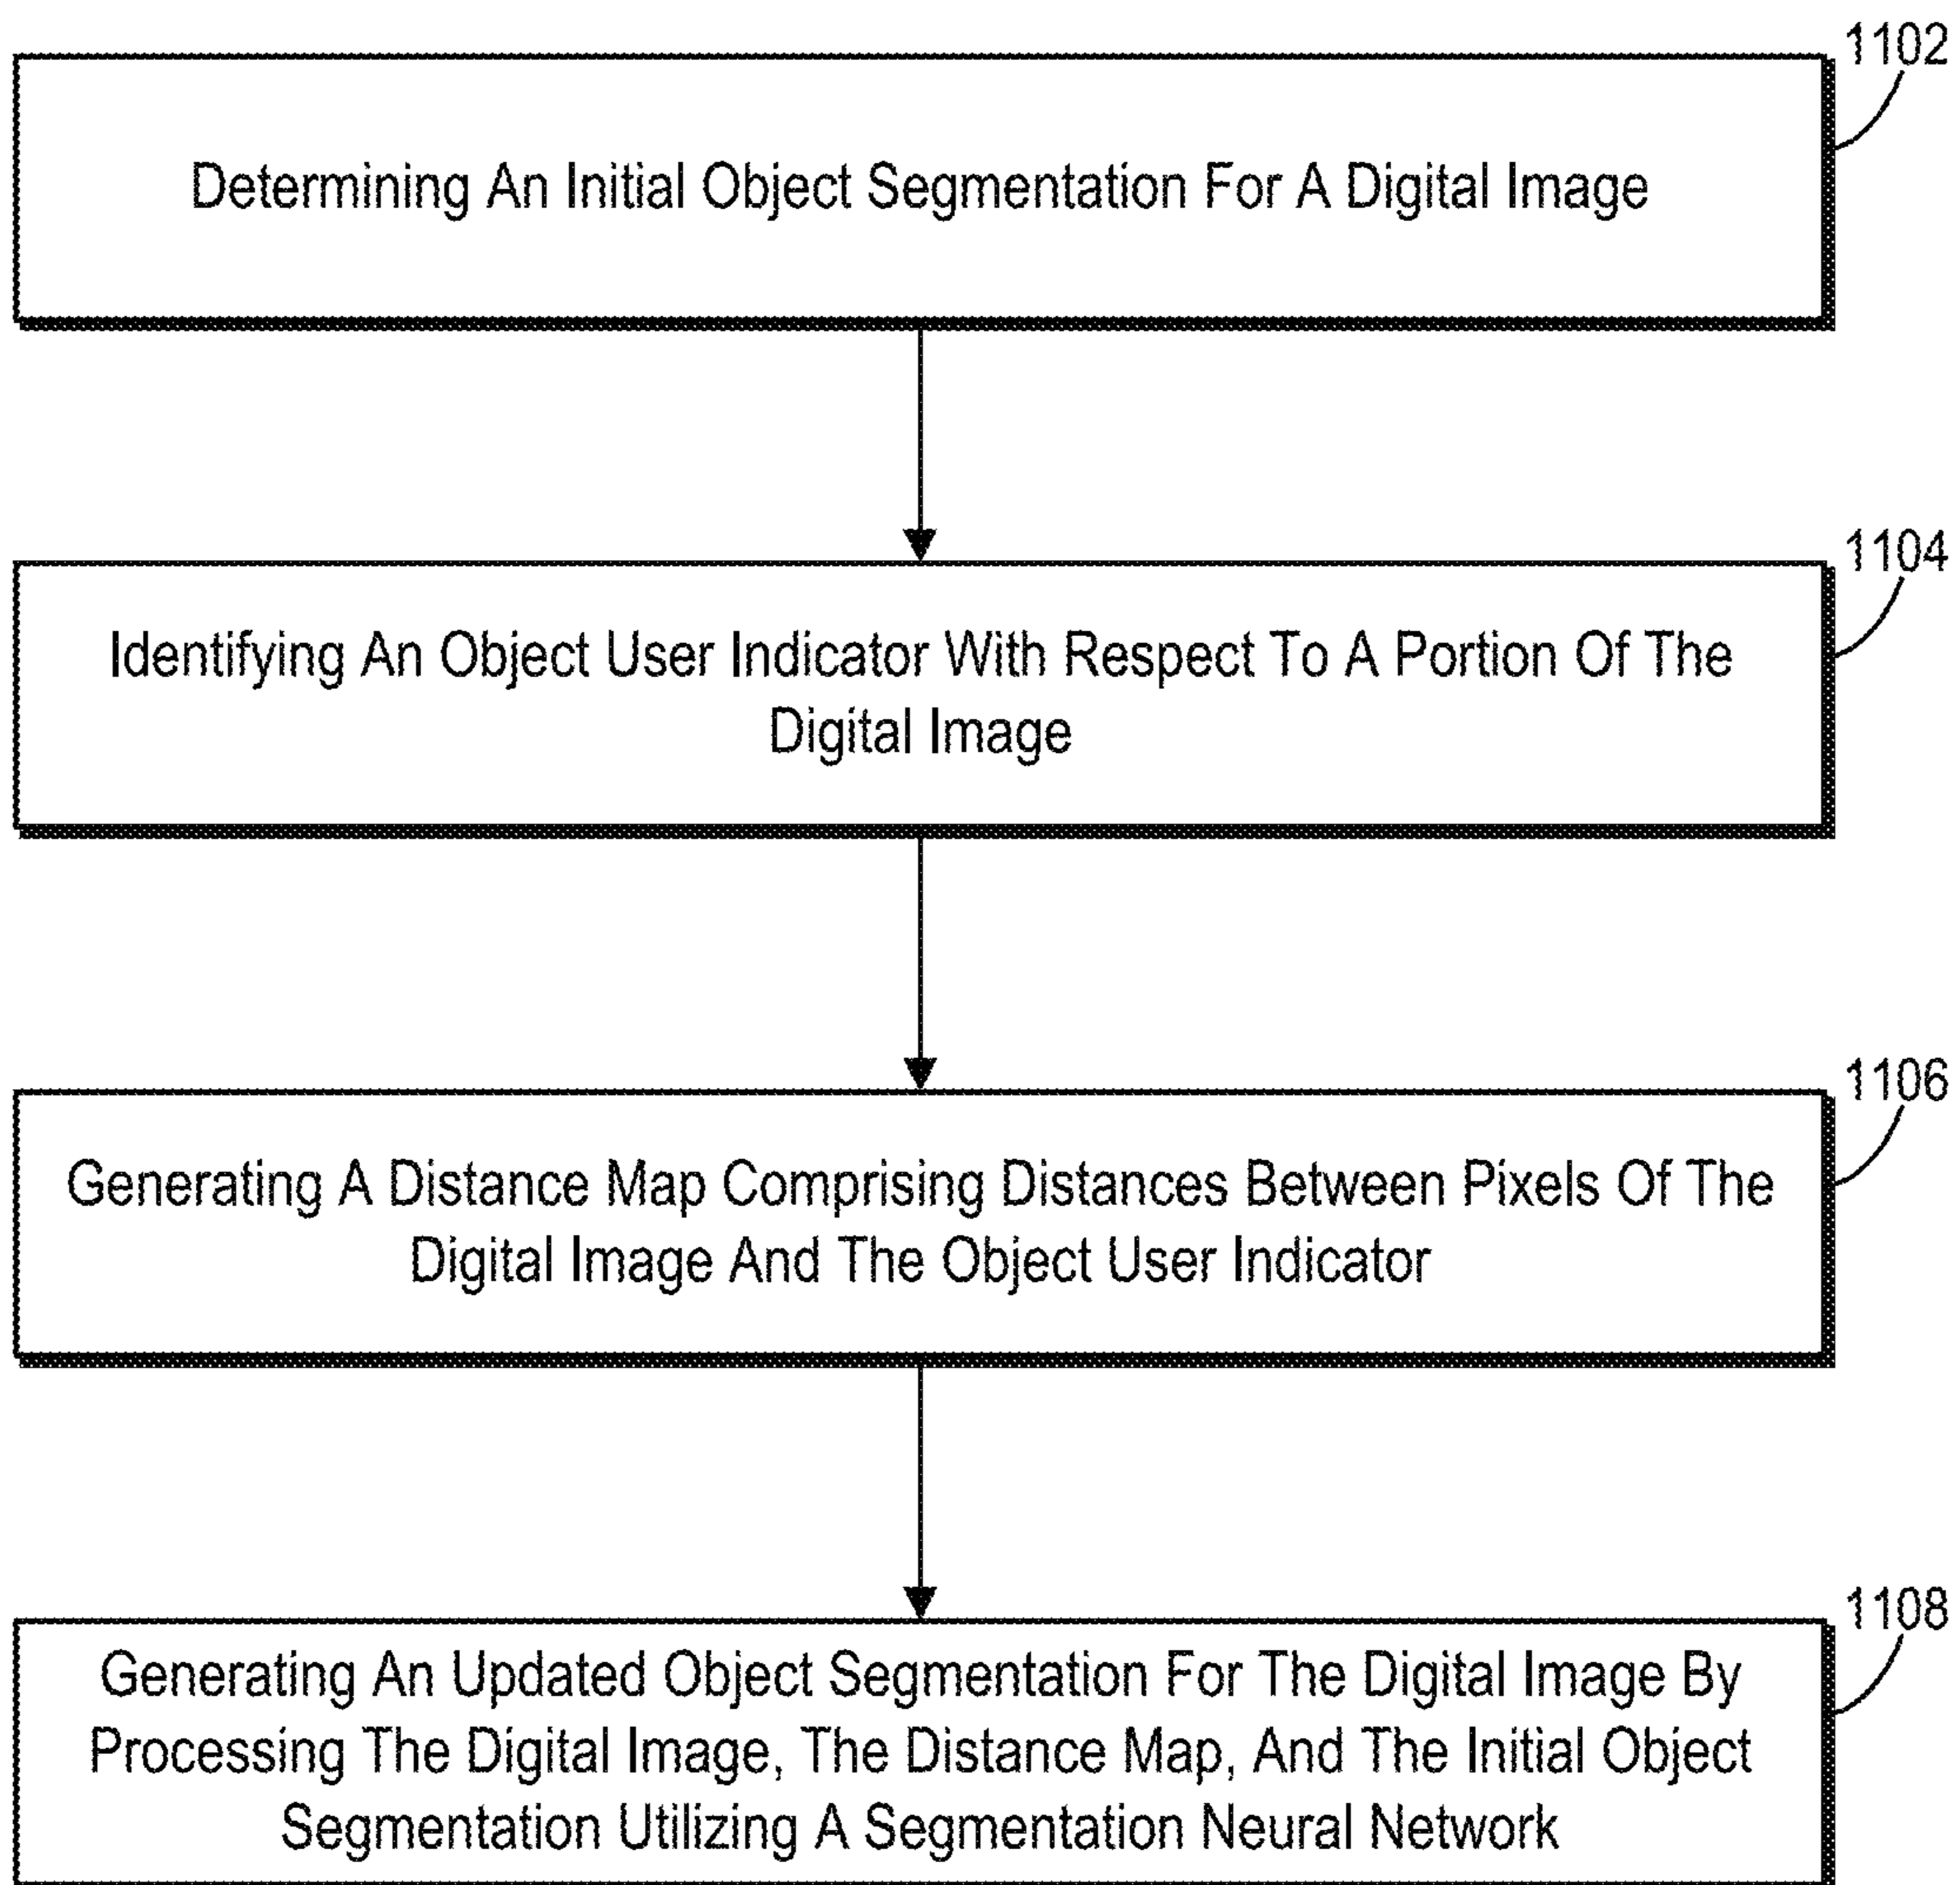 1102
Determining An Initial Object Segmentation For A Digital Image
1104
Identifying An Object User Indicator With Respect To A Portion Of The
Digital Image
1106
Generating A Distance Map Comprising Distances Between Pixels Of The
Digital Image And The Object User Indicator
1108
Generating An Updated Object Segmentation For The Digital Image By
Processing The Digital Image, The Distance Map, And The Initial Object
Segmentation Utilizing A Segmentation Neural Network